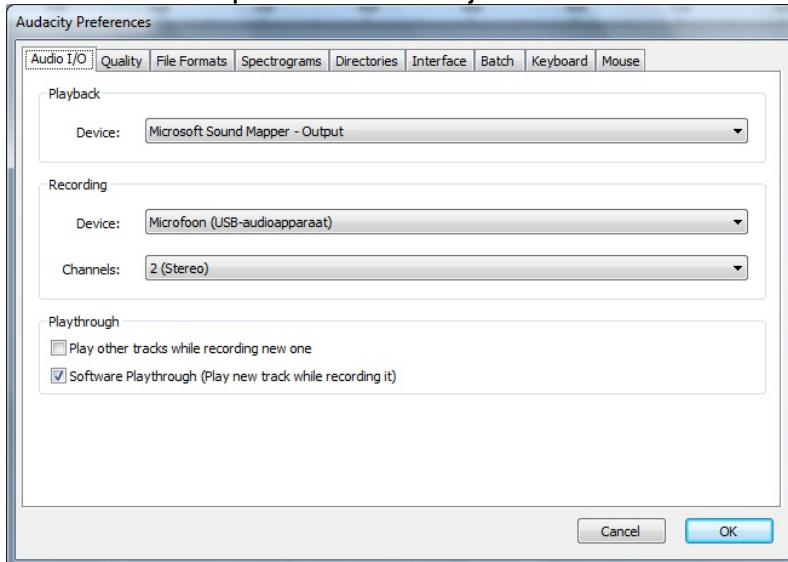 Audacity Preferences
Audio I/O Quality File Formats Spectrograms Directories Interface Batch Keyboard Mouse
Playback
Device: Microsoft Sound Mapper - Output
Recording
Device: Microfoon (USB-audioapparaat)
Channels: 2 (Stereo)
Playthrough
Play other tracks while recording new one
Software Playthrough (Play new track while recording it)
Cancel OK